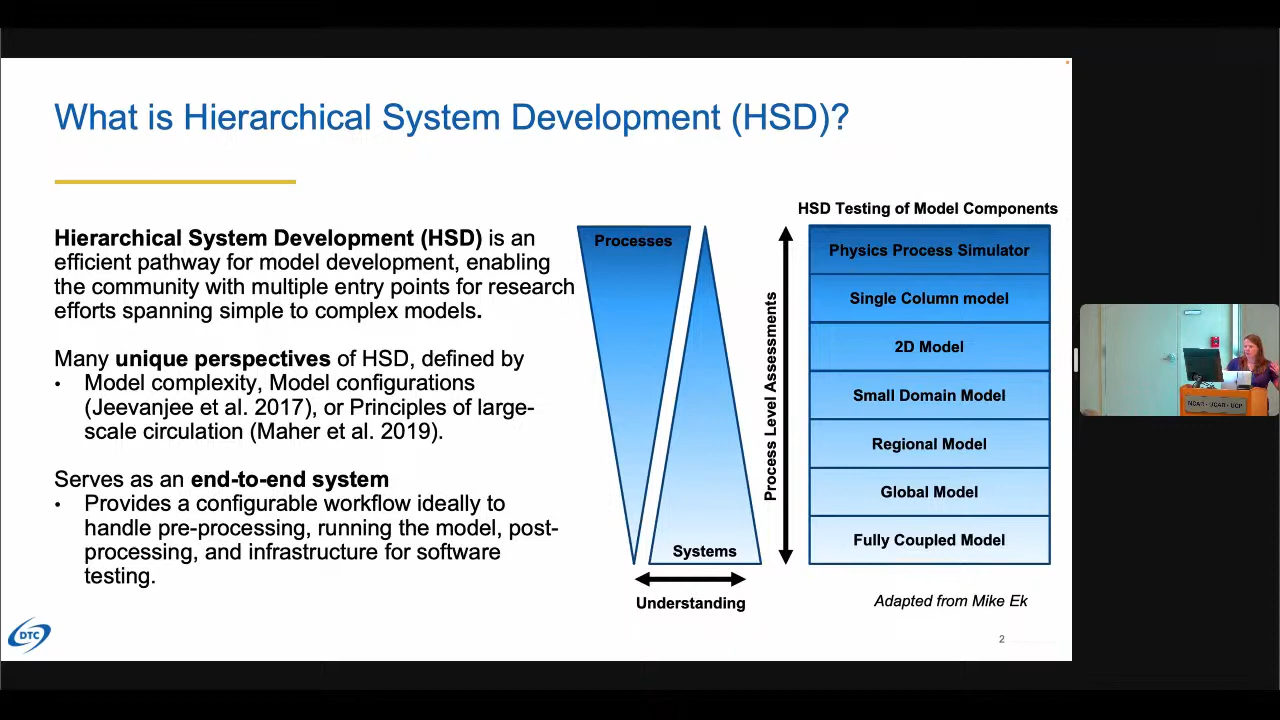 What is Hierarchical System Development (HSD)?
Hierarchical System Development (HSD) is an
efficient pathway for model development, enabling
the community with multiple entry points for research
efforts spanning simple to complex models.
Many unique perspectives of HSD, defined by
• Model complexity, Model configurations
(Jeevanjee et al. 2017), or Principles of large-
scale circulation (Maher et al. 2019).
Serves as an end-to-end system
• Provides a configurable workflow ideally to
handle pre-processing, running the model, post-
processing, and infrastructure for software
testing.
Processes
Systems
Understanding
Process Level Assessments
HSD Testing of Model Components
Physics Process Simulator
Single Column model
2D Model
Small Domain Model
Regional Model
Global Model
Fully Coupled Model
Adapted from Mike Ek
DTC
2
NCAR - UCAR - UCP